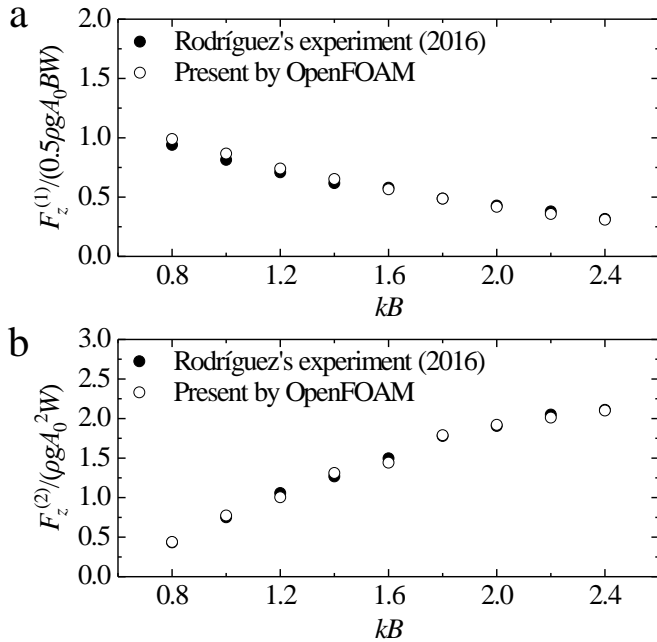 a
2.0
1.5
1.0
0.5
0.0
F_z^(1)/(0.5ρgA_0BW)
Rodríguez's experiment (2016)
Present by OpenFOAM
0.8 1.2 1.6 2.0 2.4
kB
b
3.0
2.5
2.0
1.5
1.0
0.5
0.0
F_z^(2)/(ρgA_0^2W)
Rodríguez's experiment (2016)
Present by OpenFOAM
0.8 1.2 1.6 2.0 2.4
kB